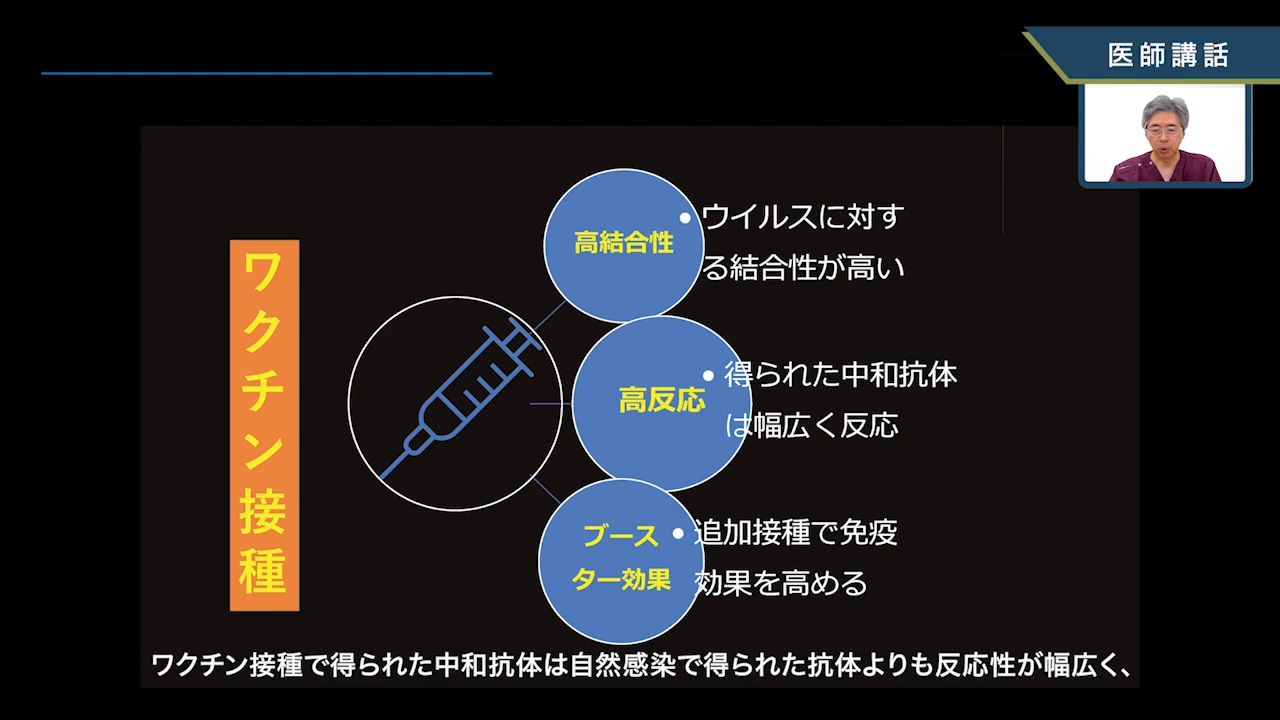 医師講話
ワクチン接種
高結合性
ウイルスに対す
る結合性が高い
高反応
得られた中和抗体
は幅広く反応
ブース
ター効果
追加接種で免疫
効果を高める
ワクチン接種で得られた中和抗体は自然感染で得られた抗体よりも反応性が幅広く、